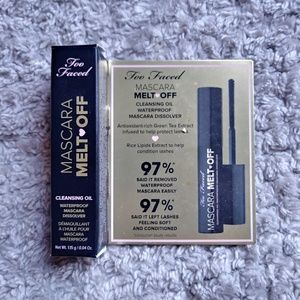 Too Faced
MASCARA
MELT♥OFF
CLEANSING OIL
WATERPROOF
MASCARA
DISSOLVER
DÉMAQUILLANT
À L'HUILE POUR
MASCARA
WATERPROOF
Too Faced
MASCARA
MELT♥OFF
CLEANSING OIL
WATERPROOF
MASCARA DISSOLVER
Antioxidant-rich Green Tea Extract
infused to help protect lashes
Rice Lipids Extract to help
condition lashes
97%*
SAID IT REMOVED
WATERPROOF
MASCARA EASILY
97%*
SAID IT LEFT LASHES
FEELING SOFT
AND CONDITIONED
Too Faced
MASCARA MELT♥OFF